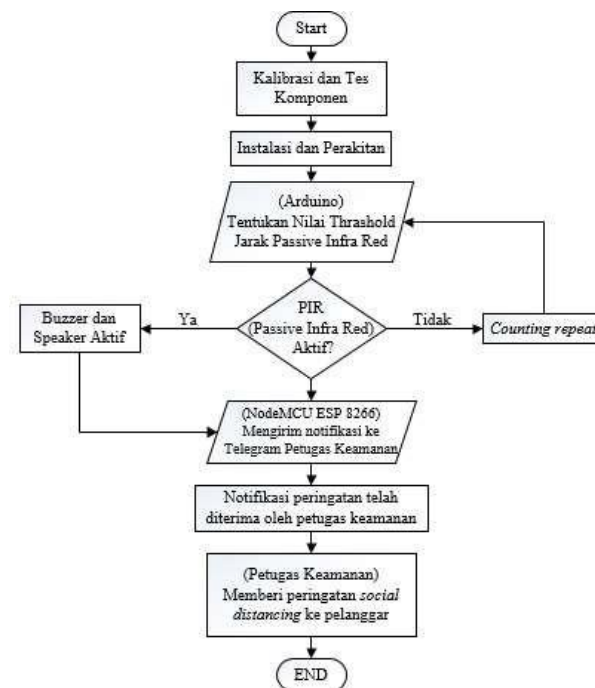 Start
Kalibrasi dan Tes
Komponen
Instalasi dan Perakitan
(Arduino)
Tentukan Nilai Thrashold
Jarak Passive Infra Red
PIR
(Passive Infra Red)
Aktif?
Ya
Buzzer dan
Speaker Aktif
Tidak
Counting repeat
(NodeMCU ESP 8266)
Mengirim notifikasi ke
Telegram Petugas Keamanan
Notifikasi peringatan telah
diterima oleh petugas keamanan
(Petugas Keamanan)
Memberi peringatan social
distancing ke pelanggar
END